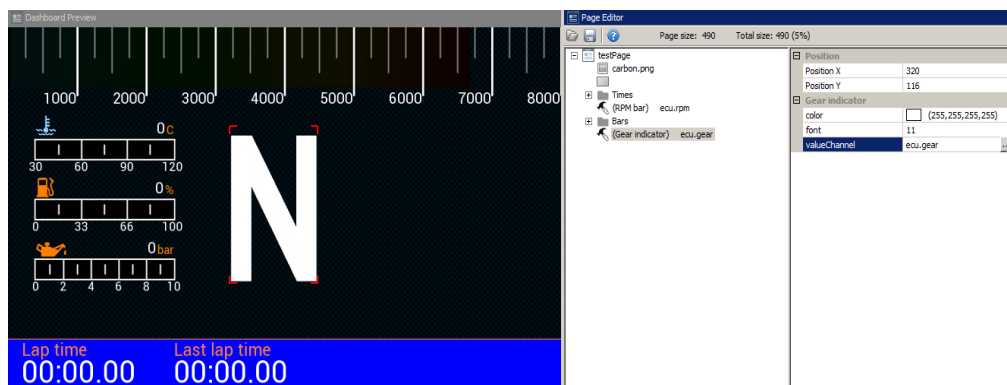 Dashboard Preview
1000 2000 3000 4000 5000 6000 7000 8000
0c
30 60 90 120
0%
0 33 66 100
0bar
0 2 4 6 8 10
N
Lap time Last lap time
00:00.00 00:00.00
Page Editor
Page size: 490 Total size: 490 (5%)
testPage
carbon.png
Times
(RPM bar) ecu.rpm
Bars
(Gear indicator) ecu.gear
Position
Position X 320
Position Y 116
Gear indicator
color (255,255,255,255)
font 11
valueChannel ecu.gear ...